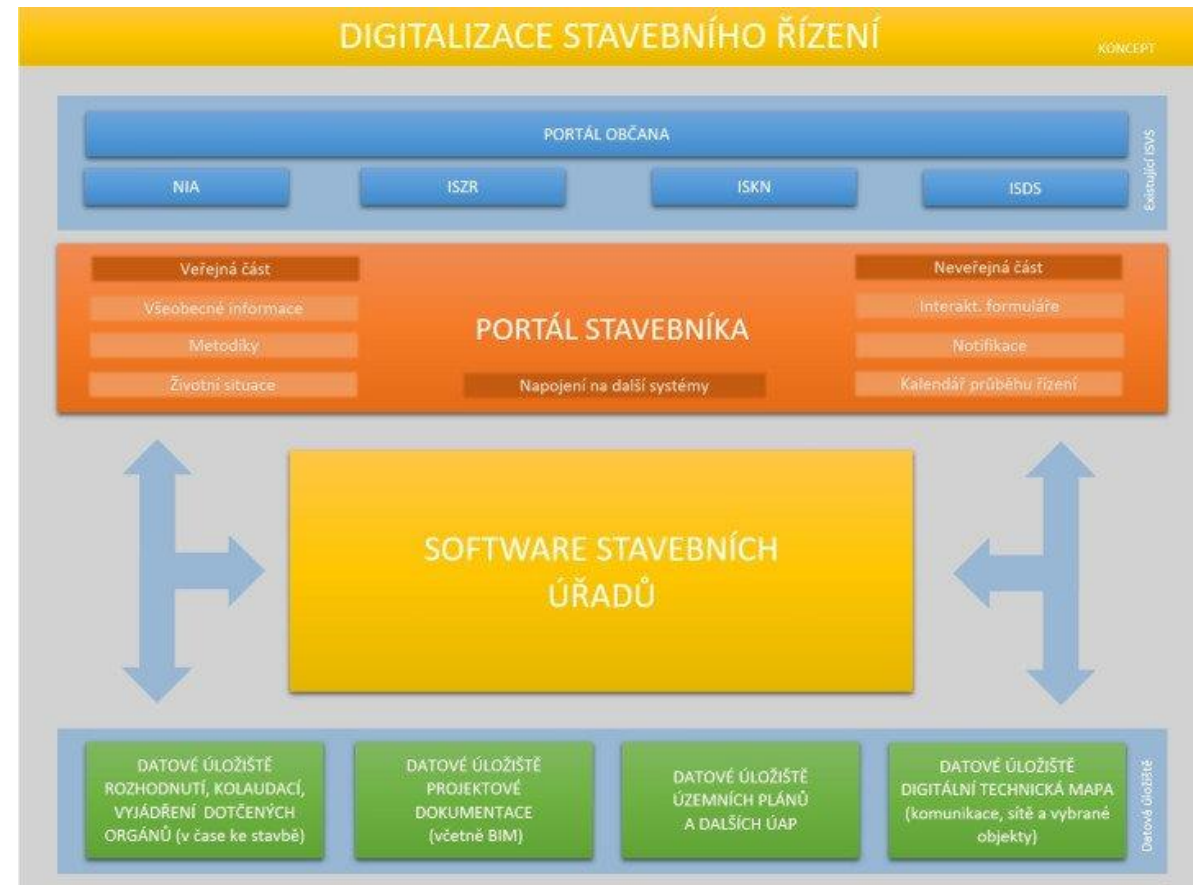 DIGITALIZACE STAVEBNÍHO ŘÍZENÍ
KONCEPT
PORTÁL OBČANA
NIA
ISZR
ISKN
ISDS
Existující ISVS
Veřejná část
Všeobecné informace
Metodiky
Životní situace
PORTÁL STAVEBNÍKA
Napojení na další systémy
Neveřejná část
Interakt. formuláře
Notifikace
Kalendář průběhu řízení
SOFTWARE STAVEBNÍCH
ÚŘADŮ
DATOVÉ ÚLOŽIŠTĚ
ROZHODNUTÍ, KOLAUDACÍ,
VYJÁDŘENÍ DOTČENÝCH
ORGÁNŮ (v čase ke stavbě)
DATOVÉ ÚLOŽIŠTĚ
PROJEKTOVÉ
DOKUMENTACE
(včetně BIM)
DATOVÉ ÚLOŽIŠTĚ
ÚZEMNÍCH PLÁNŮ
A DALŠÍCH ÚAP
DATOVÉ ÚLOŽIŠTĚ
DIGITÁLNÍ TECHNICKÁ MAPA
(komunikace, sítě a vybrané
objekty)
Datová úložiště